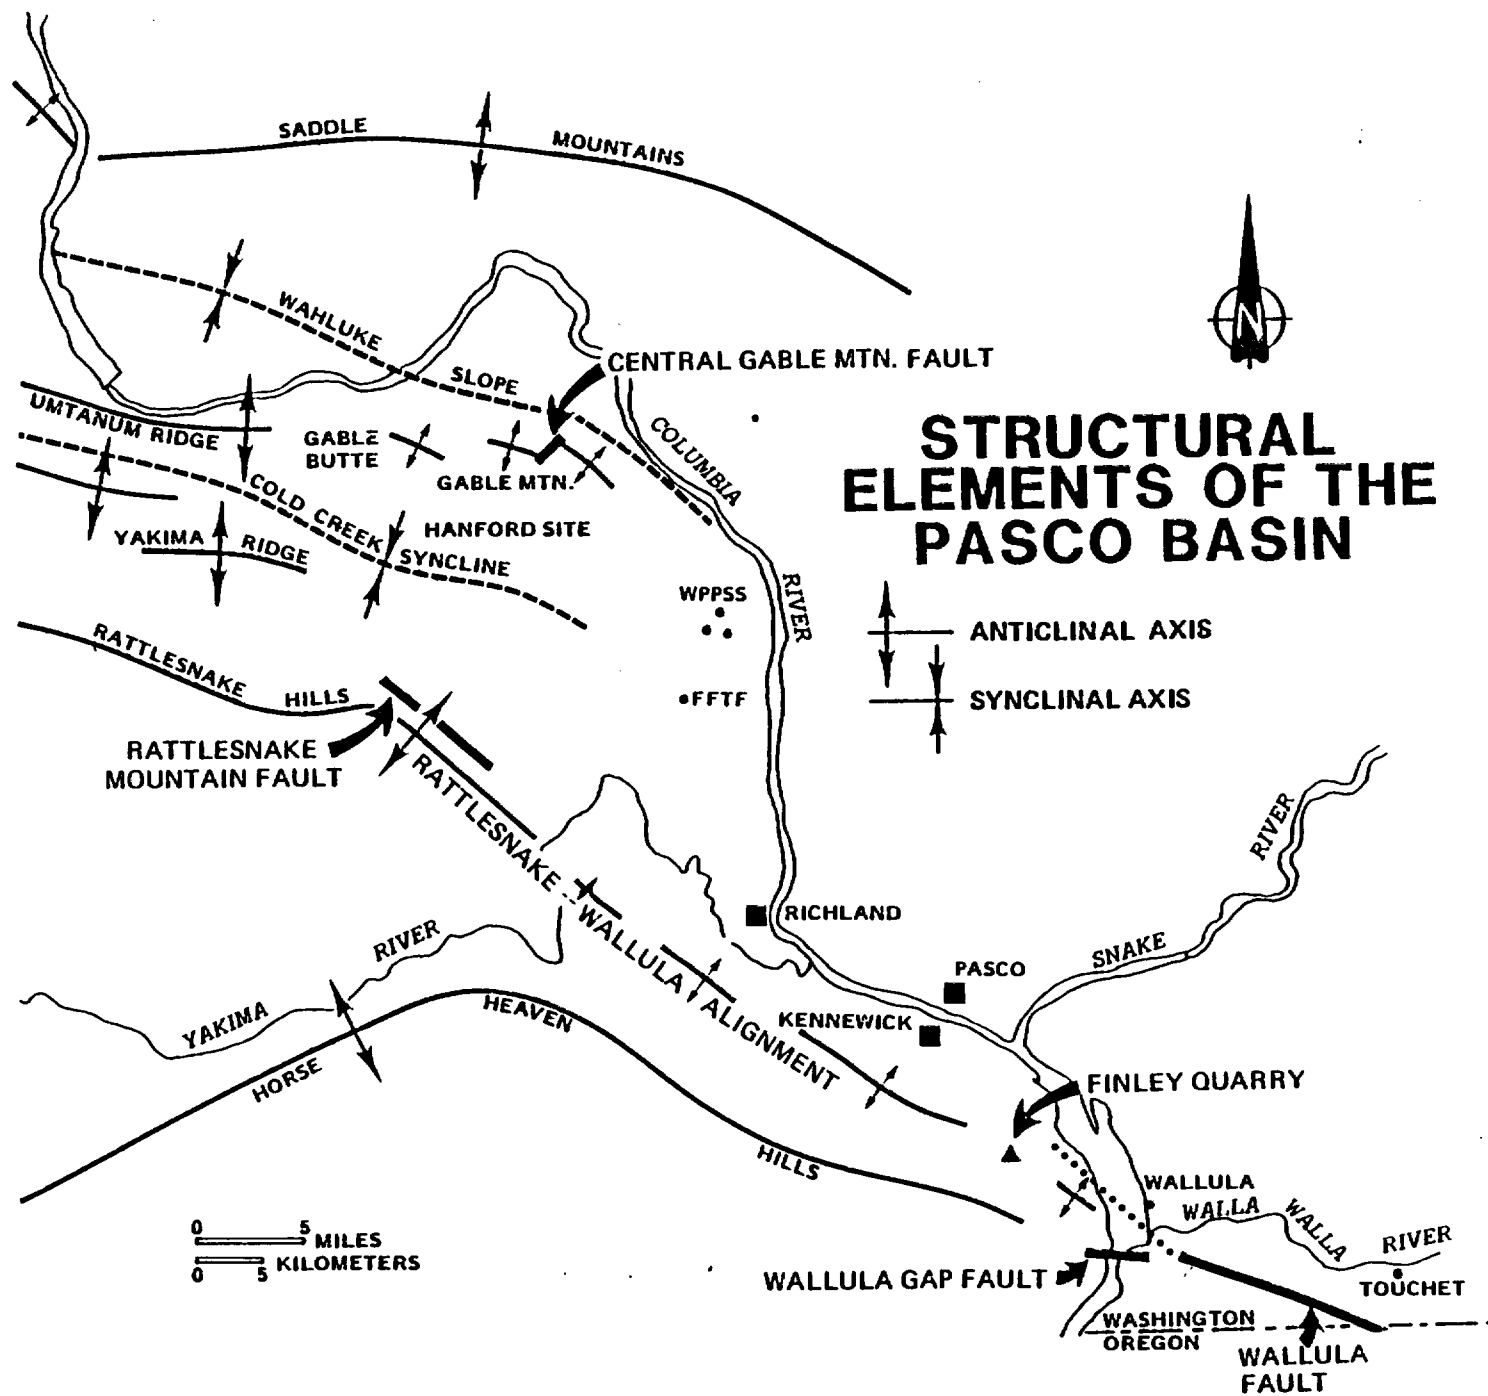 SADDLE
MOUNTAINS
WAHLUKE
SLOPE
CENTRAL GABLE MTN. FAULT
N
UMTANUM RIDGE
GABLE
BUTTE
GABLE MTN.
COLUMBIA
RIVER
STRUCTURAL
ELEMENTS OF THE
PASCO BASIN
COLD CREEK
SYNCLINE
HANFORD SITE
YAKIMA RIDGE
WPPSS
ANTICLINAL AXIS
SYNCLINAL AXIS
RATTLESNAKE
HILLS
FFTF
RATTLESNAKE
MOUNTAIN FAULT
RATTLESNAKE - WALLULA ALIGNMENT
RICHLAND
SNAKE
RIVER
PASCO
KENNEWICK
YAKIMA
RIVER
HORSE
HEAVEN
HILLS
FINLEY QUARRY
WALLULA
WALLA
WALLA
RIVER
TOUCHET
WALLULA GAP FAULT
0 5
MILES
KILOMETERS
0 5
WASHINGTON
OREGON
WALLULA
FAULT